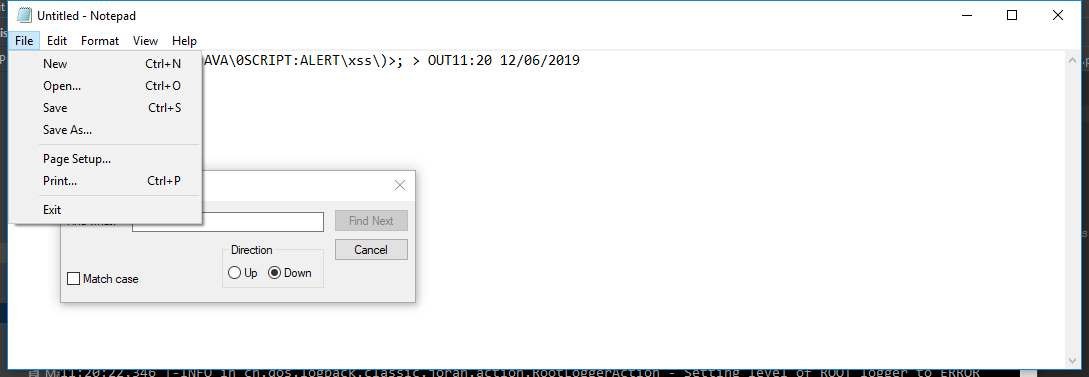 Untitled - Notepad
File Edit Format View Help
AVA\0SCRIPT:ALERT\xss\)>; > OUT11:20 12/06/2019
New Ctrl+N
Open... Ctrl+O
Save Ctrl+S
Save As...
Page Setup...
Print... Ctrl+P
Exit
Find Next
Cancel
Direction
Up Down
Match case
11:20:22.346 |-INFO in ch.qos.logback.classic.joran.action.RootLoggerAction - Setting level of ROOT logger to ERROR